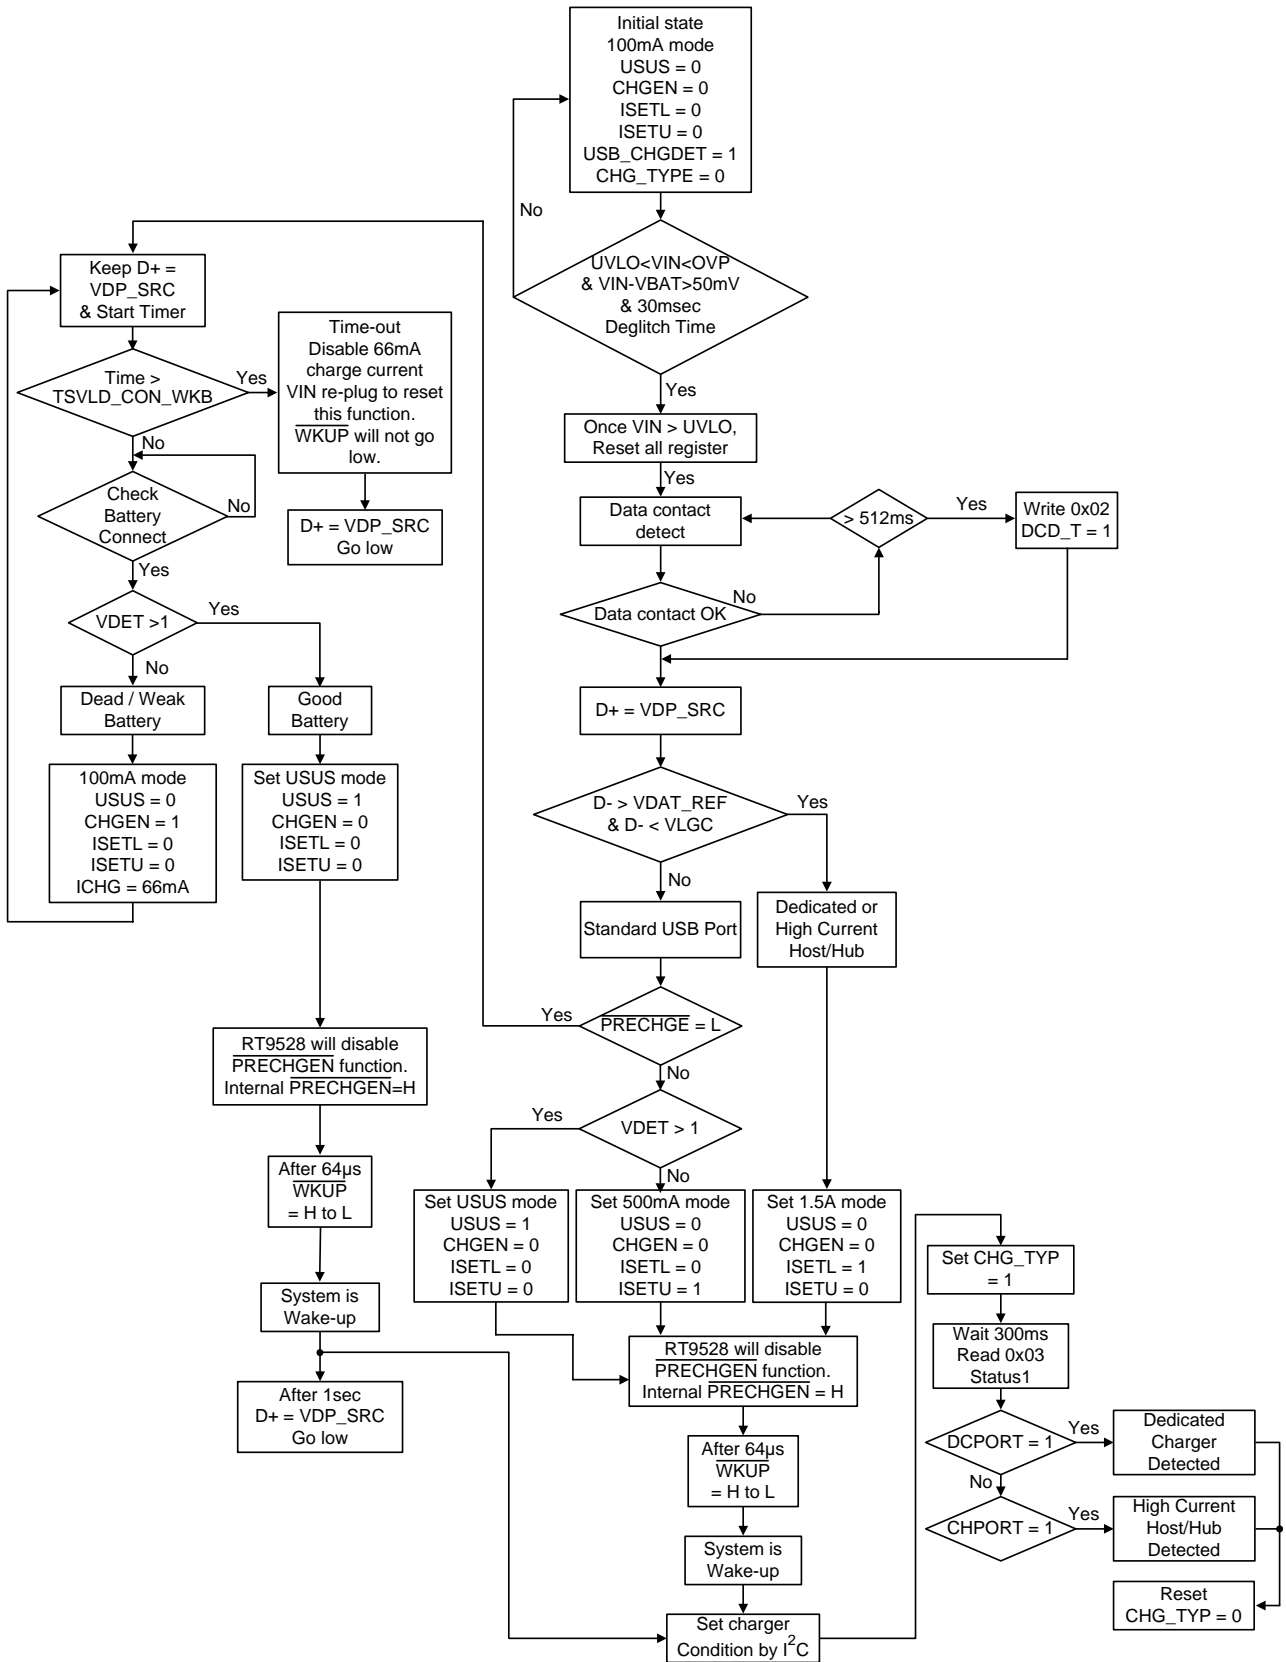 Initial state
100mA mode
USUS = 0
CHGEN = 0
ISETL = 0
ISETU = 0
USB_CHGDET = 1
CHG_TYPE = 0
No
UVLO<VIN<OVP
& VIN-VBAT>50mV
& 30msec
Deglitch Time
Yes
Once VIN > UVLO,
Reset all register
Yes
Data contact
detect
> 512ms
Yes
Write 0x02
DCD_T = 1
No
Data contact OK
D+ = VDP_SRC
D- > VDAT_REF
& D- < VLGC
Yes
No
Standard USB Port
Dedicated or
High Current
Host/Hub
Yes
PRECHGE = L
No
Yes
VDET > 1
No
Set USUS mode
USUS = 1
CHGEN = 0
ISETL = 0
ISETU = 0
Set 500mA mode
USUS = 0
CHGEN = 0
ISETL = 0
ISETU = 1
Set 1.5A mode
USUS = 0
CHGEN = 0
ISETL = 1
ISETU = 0
RT9528 will disable
PRECHGEN function.
Internal PRECHGEN = H
After 64µs
WKUP
= H to L
System is
Wake-up
Set charger
Condition by I²C
Keep D+ =
VDP_SRC
& Start Timer
Time >
TSVLD_CON_WKB
Yes
Time-out
Disable 66mA
charge current
VIN re-plug to reset
this function.
WKUP will not go
low.
D+ = VDP_SRC
Go low
No
Check
Battery
Connect
No
Yes
VDET >1
Yes
No
Dead / Weak
Battery
Good
Battery
100mA mode
USUS = 0
CHGEN = 1
ISETL = 0
ISETU = 0
ICHG = 66mA
Set USUS mode
USUS = 1
CHGEN = 0
ISETL = 0
ISETU = 0
RT9528 will disable
PRECHGEN function.
Internal PRECHGEN=H
After 64µs
WKUP
= H to L
System is
Wake-up
After 1sec
D+ = VDP_SRC
Go low
Set CHG_TYP
= 1
Wait 300ms
Read 0x03
Status1
DCPORT = 1
Yes
Dedicated
Charger
Detected
No
CHPORT = 1
Yes
High Current
Host/Hub
Detected
Reset
CHG_TYP = 0